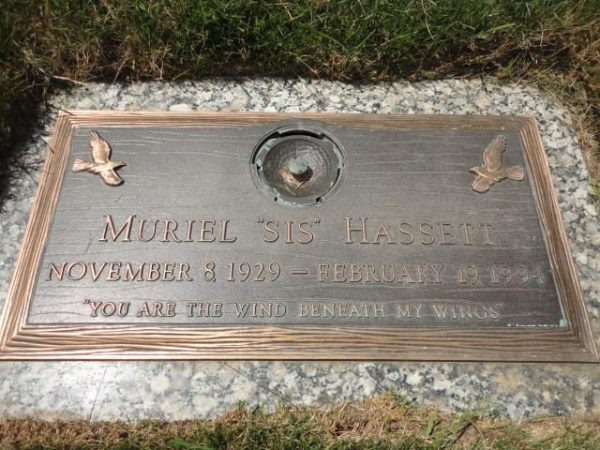 MURIEL "SIS" HASSETT
NOVEMBER 8, 1929 – FEBRUARY 19, 1994
"YOU ARE THE WIND BENEATH MY WINGS"